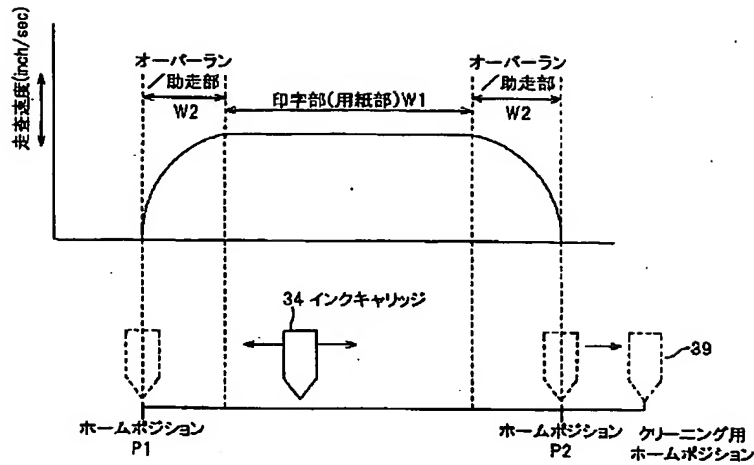 オーバーラン
／助走部
W2
印字部(用紙部)W1
オーバーラン
／助走部
W2
走査速度(inch/sec)
34 インクキャリッジ
39
ホームポジション
P1
ホームポジション
P2
クリーニング用
ホームポジション